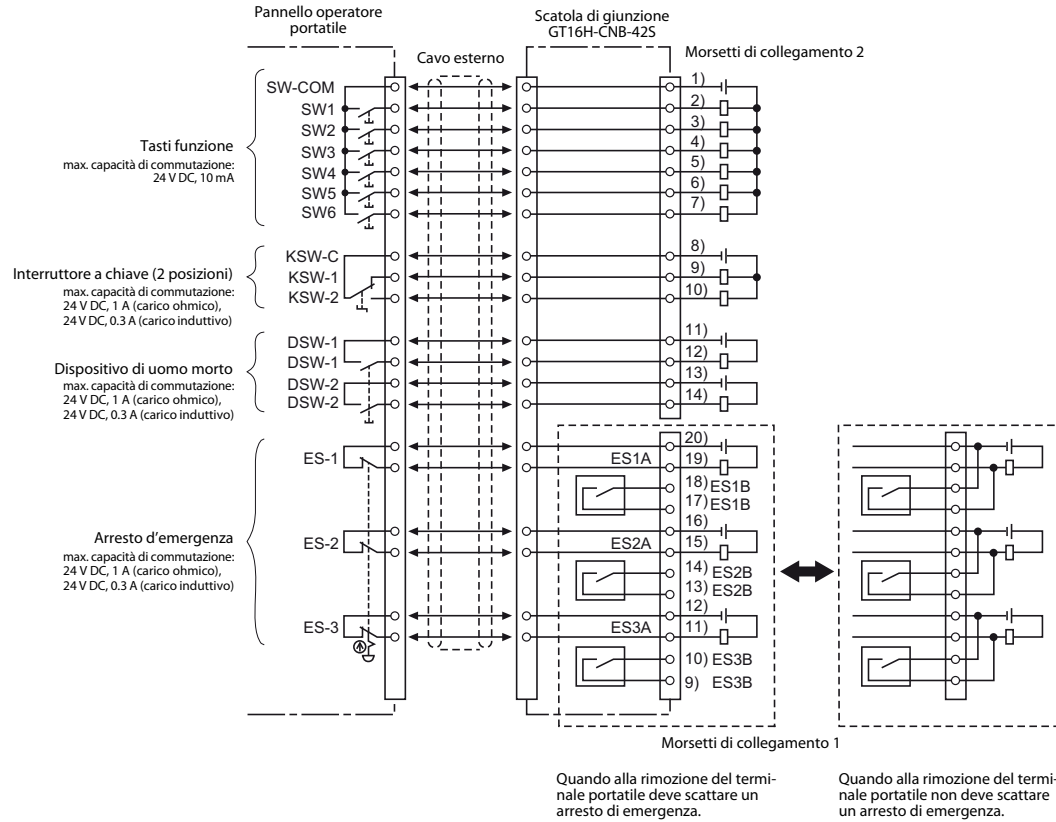 Pannello operatore
portatile
Scatola di giunzione
GT16H-CNB-42S
Cavo esterno
Morsetti di collegamento 2
Tasti funzione
max. capacità di commutazione:
24 V DC, 10 mA
SW-COM
SW1
SW2
SW3
SW4
SW5
SW6
1)
2)
3)
4)
5)
6)
7)
Interruttore a chiave (2 posizioni)
max. capacità di commutazione:
24 V DC, 1 A (carico ohmico),
24 V DC, 0.3 A (carico induttivo)
KSW-C
KSW-1
KSW-2
8)
9)
10)
Dispositivo di uomo morto
max. capacità di commutazione:
24 V DC, 1 A (carico ohmico),
24 V DC, 0.3 A (carico induttivo)
DSW-1
DSW-1
DSW-2
DSW-2
11)
12)
13)
14)
Arresto d'emergenza
max. capacità di commutazione:
24 V DC, 1 A (carico ohmico),
24 V DC, 0.3 A (carico induttivo)
ES-1
ES-2
ES-3
20)
ES1A 19)
18) ES1B
17) ES1B
16)
ES2A 15)
14) ES2B
13) ES2B
12)
ES3A 11)
10) ES3B
9) ES3B
Morsetti di collegamento 1
Quando alla rimozione del termi-
nale portatile deve scattare un
arresto di emergenza.
Quando alla rimozione del termi-
nale portatile non deve scattare
un arresto di emergenza.